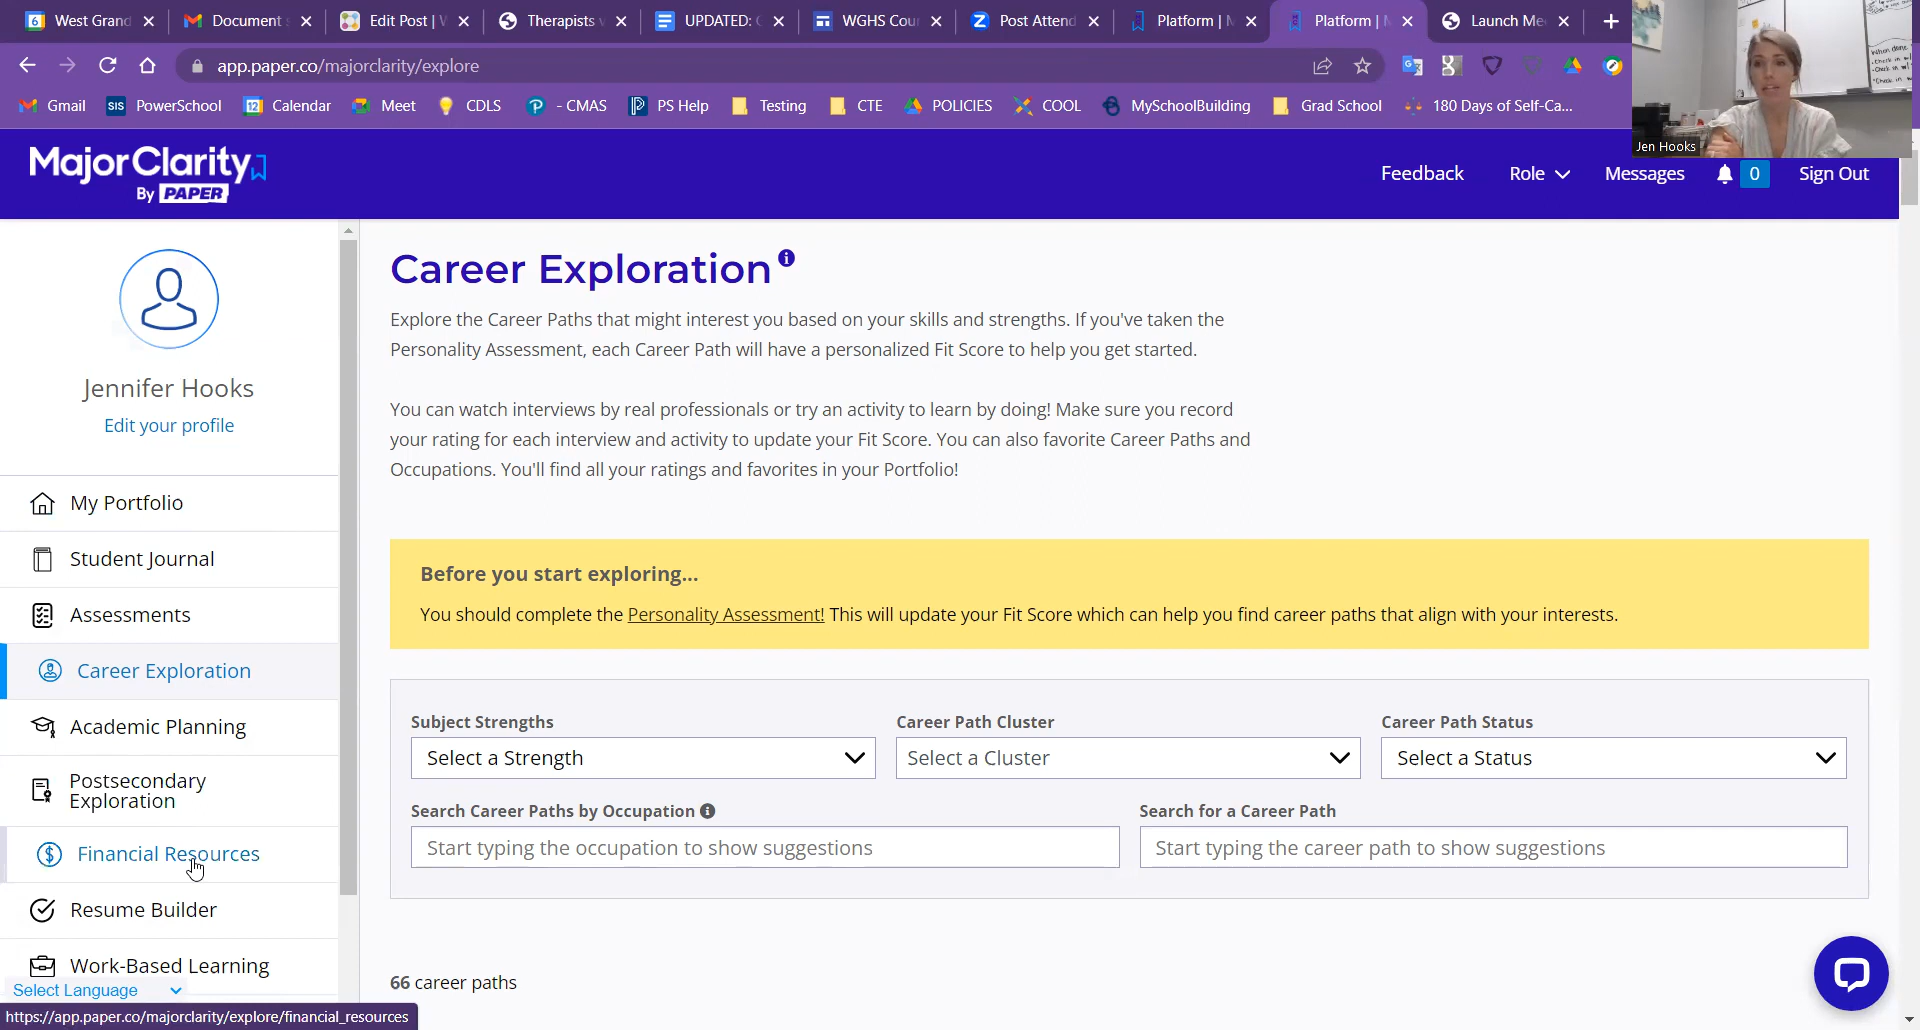 West Grand
Document
Edit Post | W
Therapists
UPDATED:
WGHS Cou
Post Attend
Platform | M
Platform | M
Launch Me
app.paper.co/majorclarity/explore
Gmail
SIS PowerSchool
12 Calendar
Meet
CDLS
- CMAS
PS Help
Testing
CTE
POLICIES
COOL
MySchoolBuilding
Grad School
180 Days of Self-Ca...
Jen Hooks
MajorClarity
By PAPER
Feedback
Role
Messages
0
Sign Out
Jennifer Hooks
Edit your profile
My Portfolio
Student Journal
Assessments
Career Exploration
Academic Planning
Postsecondary
Exploration
Financial Resources
Resume Builder
Work-Based Learning
Select Language
https://app.paper.co/majorclarity/explore/financial_resources
Career Exploration
Explore the Career Paths that might interest you based on your skills and strengths. If you've taken the
Personality Assessment, each Career Path will have a personalized Fit Score to help you get started.
You can watch interviews by real professionals or try an activity to learn by doing! Make sure you record
your rating for each interview and activity to update your Fit Score. You can also favorite Career Paths and
Occupations. You'll find all your ratings and favorites in your Portfolio!
Before you start exploring...
You should complete the Personality Assessment! This will update your Fit Score which can help you find career paths that align with your interests.
Subject Strengths
Select a Strength
Career Path Cluster
Select a Cluster
Career Path Status
Select a Status
Search Career Paths by Occupation
Start typing the occupation to show suggestions
Search for a Career Path
Start typing the career path to show suggestions
66 career paths